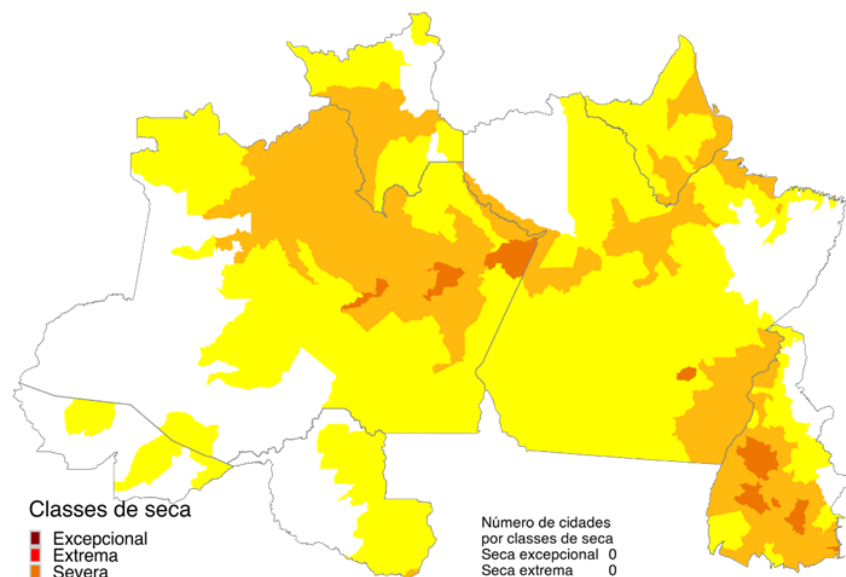 Classes de seca
Excepcional
Extrema
Severa
Número de cidades
por classes de seca
Seca excepcional 0
Seca extrema 0